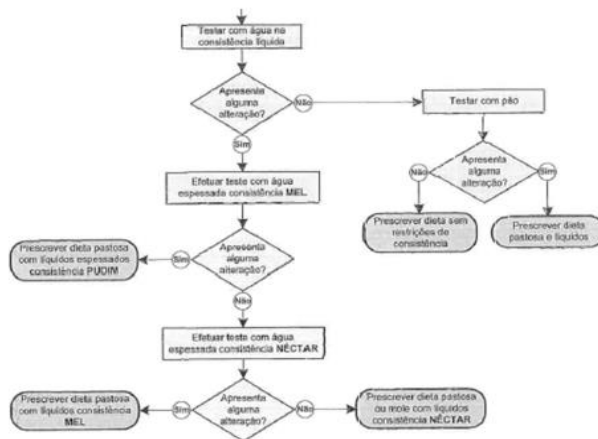 Testar com água na
consistência líquida
Apresenta
alguma
alteração?
Não
Testar com pão
Sim
Apresenta
alguma
alteração?
Não
Sim
Efetuar teste com água
espessada consistência MEL
Prescrever dieta sem
restrições de
consistência
Prescrever dieta
pastosa e líquidos
Apresenta
alguma
alteração?
Sim
Prescrever dieta pastosa
com líquidos espessados
consistência PUDIM
Não
Efetuar teste com água
espessada consistência NÉCTAR
Apresenta
alguma
alteração?
Sim
Prescrever dieta pastosa
com líquidos consistência
MEL
Não
Prescrever dieta pastosa
ou mole com líquidos
consistência NÉCTAR